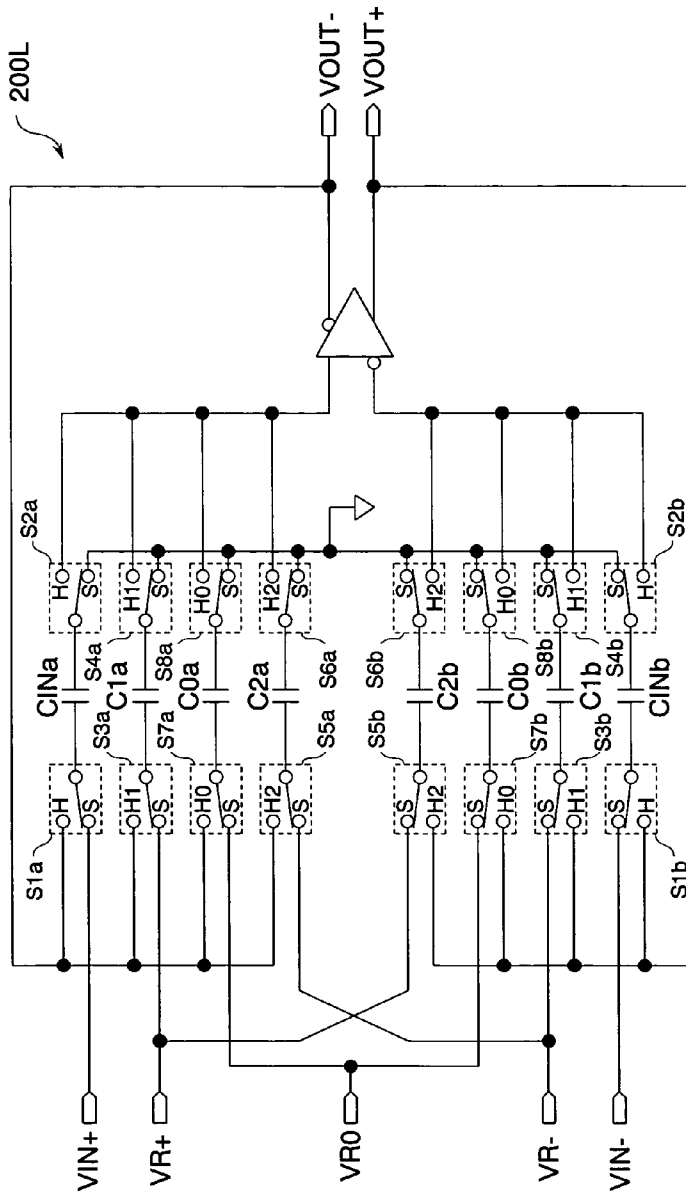 200L
VOUT-
VOUT+
S2a
H
S
S4a
H1
S
S8a
H0
S
H2
S
S6a
S6b
S
H2
S
H0
S8b
S
H1
S4b
S
H
S2b
CINa
C1a
C0a
C2a
C2b
C0b
C1b
CINb
S1a
H
S
S3a
H1
S
S7a
H0
S
H2
S
S5a
S5b
S
H2
S
H0
S7b
S
H1
S3b
S
H
S1b
VIN+
VR+
VR0
VR-
VIN-